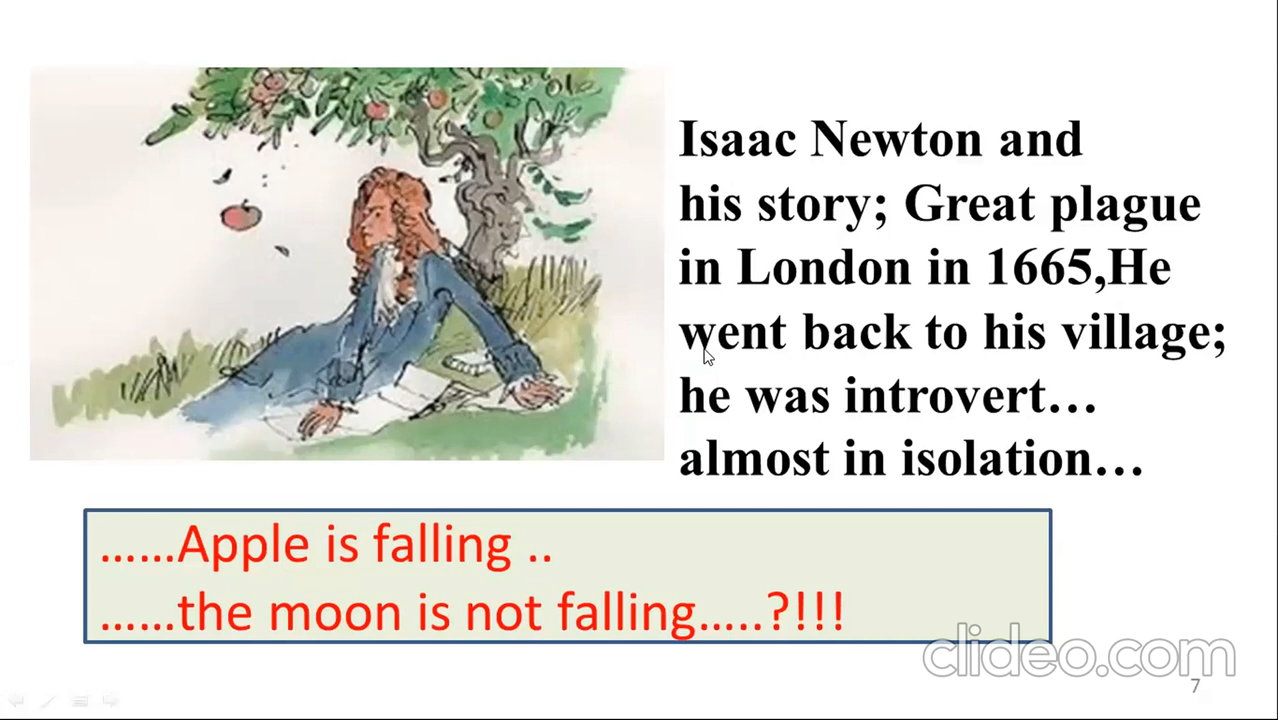 Isaac Newton and
his story; Great plague
in London in 1665,He
went back to his village;
he was introvert…
almost in isolation…
……Apple is falling ..
……the moon is not falling…..?!!!
clideo.com
7